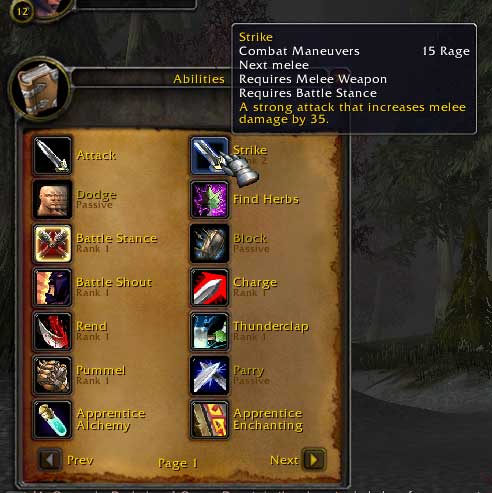 12
Strike
Combat Maneuvers 15 Rage
Next melee
Requires Melee Weapon
Requires Battle Stance
A strong attack that increases melee
damage by 35.
Abilities
Attack
Strike
Rank 2
Dodge
Passive
Find Herbs
Battle Stance
Rank 1
Block
Passive
Battle Shout
Rank 1
Charge
Rank 1
Rend
Rank 1
Thunderclap
Rank 1
Pummel
Rank 1
Parry
Passive
Apprentice
Alchemy
Apprentice
Enchanting
Prev
Page 1
Next